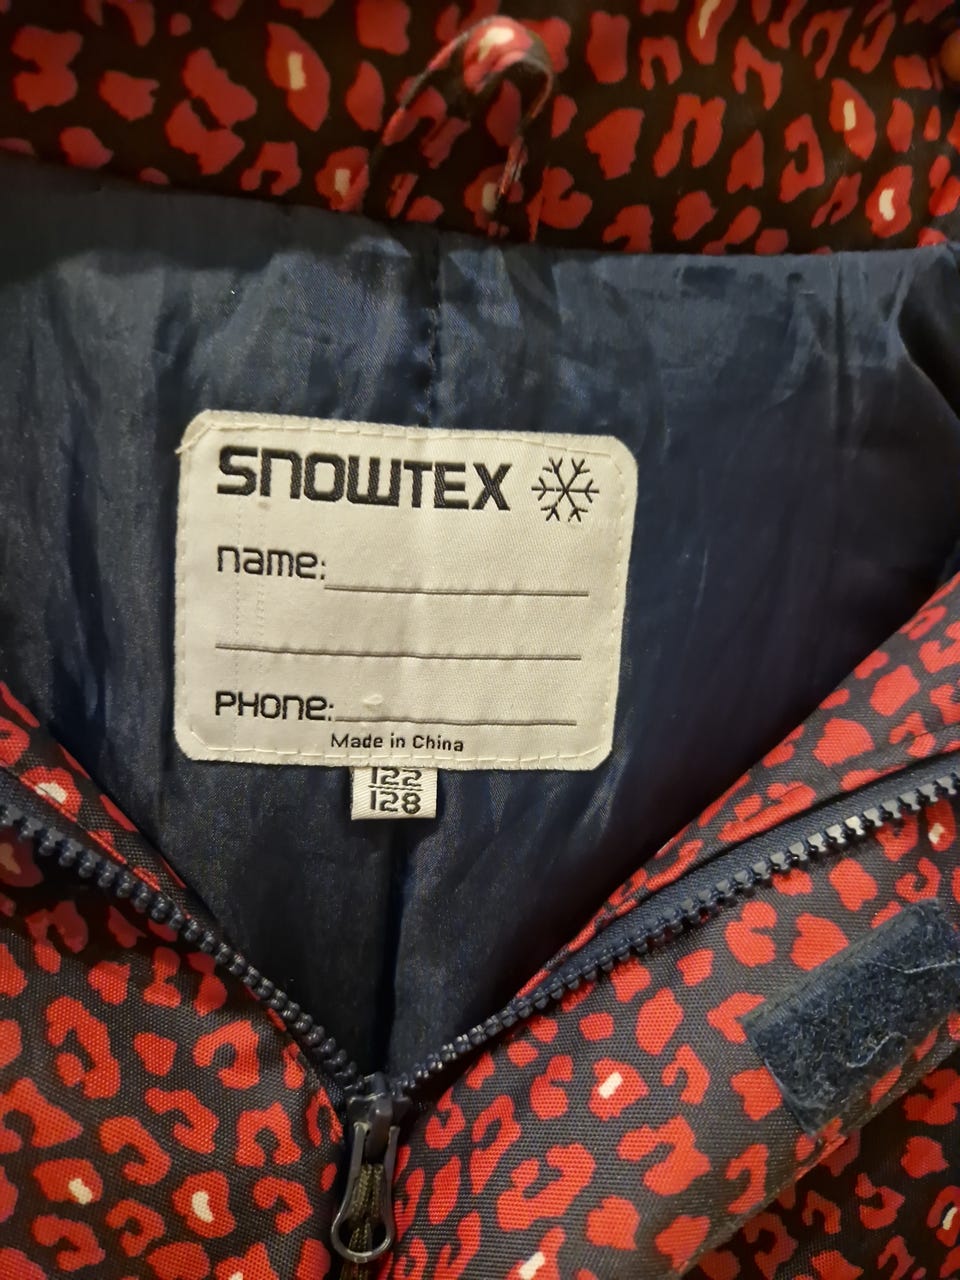 SNOWTEX
name:
PHONE:
Made in China
122
128